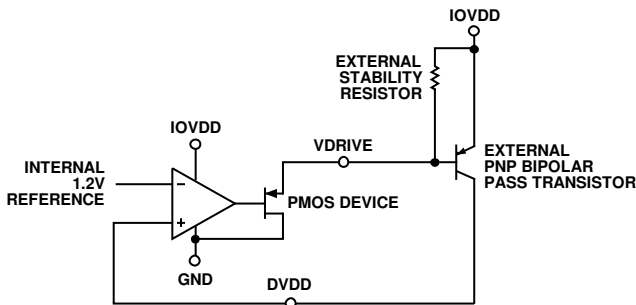 IOVDD
EXTERNAL
STABILITY
RESISTOR
IOVDD
VDRIVE
INTERNAL
1.2V
REFERENCE
−
+
PMOS DEVICE
EXTERNAL
PNP BIPOLAR
PASS TRANSISTOR
GND
DVDD